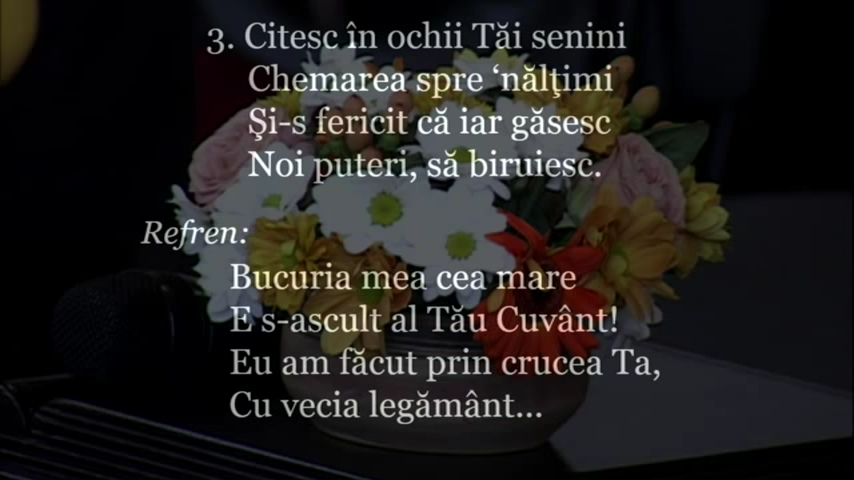 3. Citesc în ochii Tăi senini
Chemarea spre ‘nălţimi
Şi-s fericit că iar găsesc
Noi puteri, să biruiesc.
Refren:
Bucuria mea cea mare
E s-ascult al Tău Cuvânt!
Eu am făcut prin crucea Ta,
Cu vecia legământ...